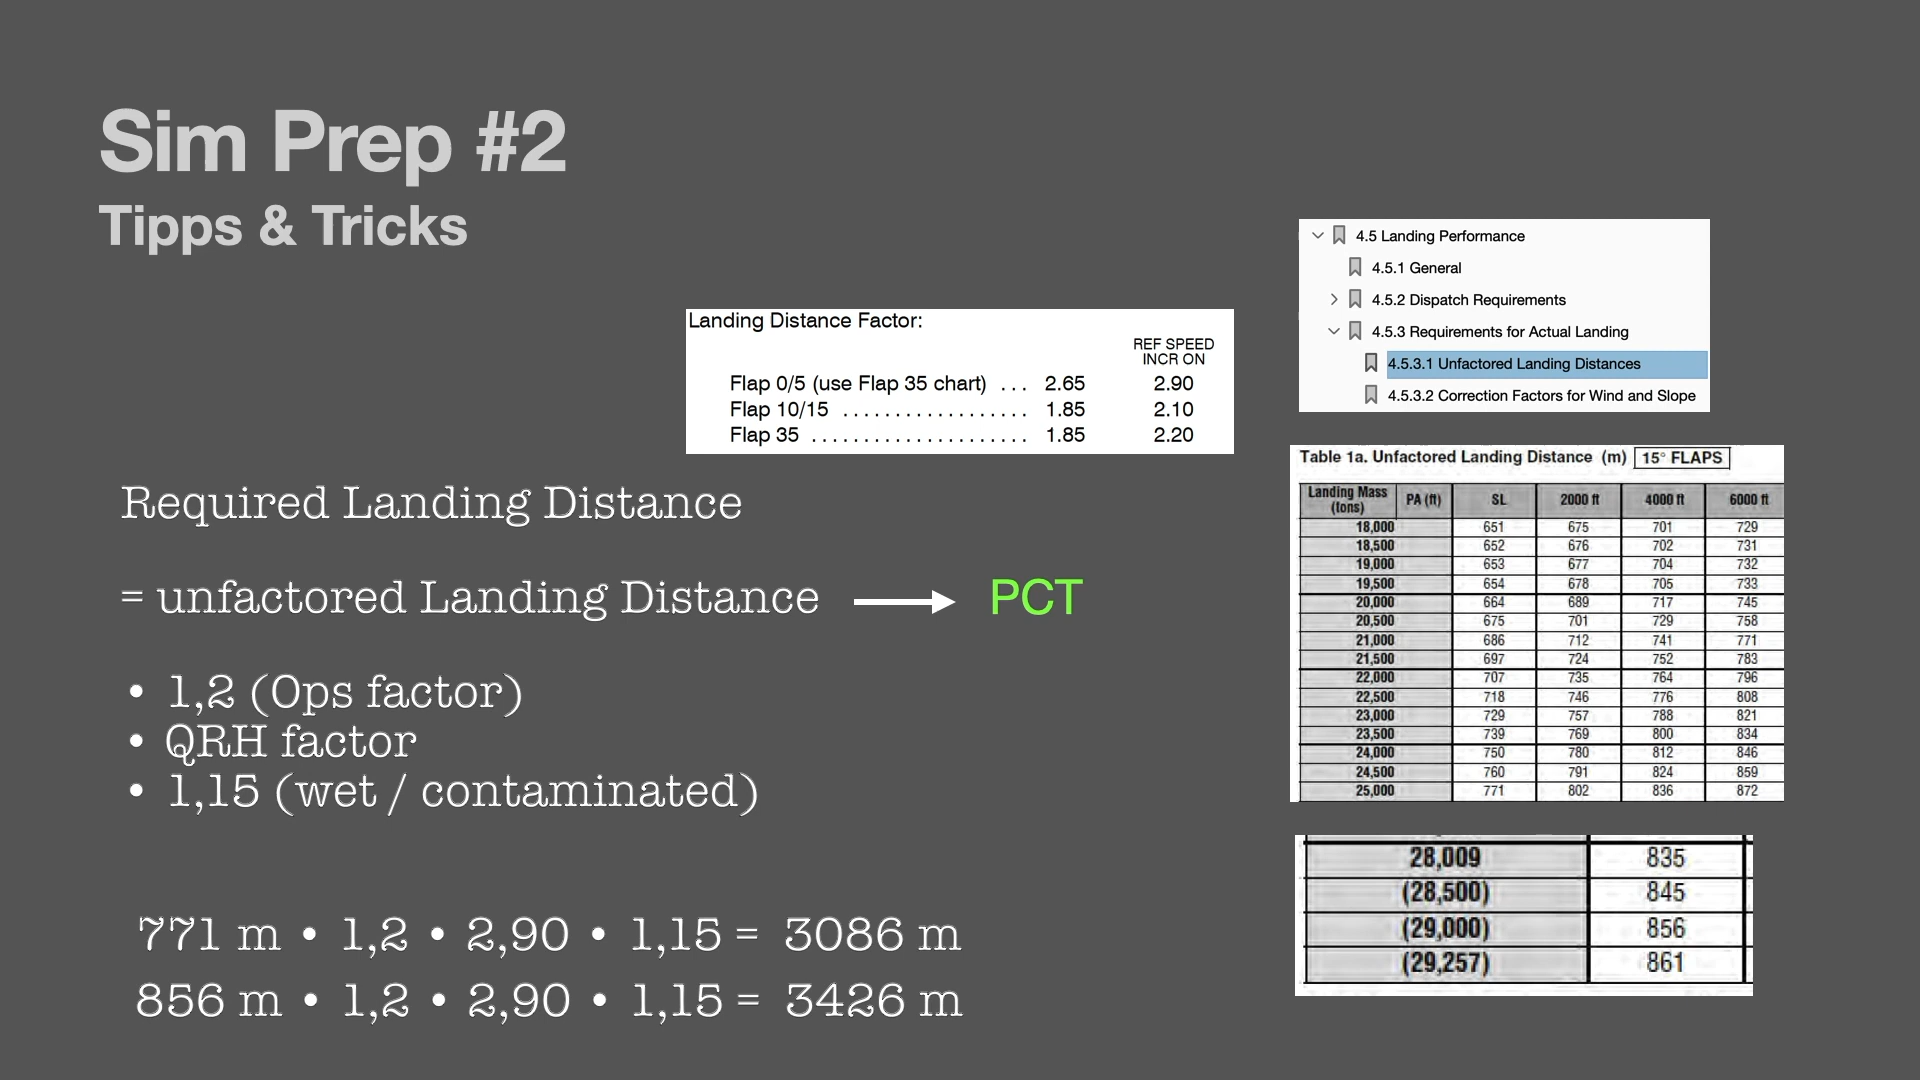 Sim Prep #2
Tipps & Tricks
4.5 Landing Performance
4.5.1 General
4.5.2 Dispatch Requirements
4.5.3 Requirements for Actual Landing
4.5.3.1 Unfactored Landing Distances
4.5.3.2 Correction Factors for Wind and Slope
Landing Distance Factor:
REF SPEED
INCR ON
Flap 0/5 (use Flap 35 chart) ... 2.65 2.90
Flap 10/15 .................. 1.85 2.10
Flap 35 ...................... 1.85 2.20
Table 1a. Unfactored Landing Distance (m) 15° FLAPS
Landing Mass (tons) PA (ft) SL 2000 ft 4000 ft 6000 ft
18,000 651 675 701 729
18,500 652 676 702 731
19,000 653 677 704 732
19,500 654 678 705 733
20,000 664 689 717 745
20,500 675 701 729 758
21,000 686 712 741 771
21,500 697 724 752 783
22,000 707 735 764 796
22,500 718 746 776 808
23,000 729 757 788 821
23,500 739 769 800 834
24,000 750 780 812 846
24,500 760 791 824 859
25,000 771 802 836 872
28,009 835
(28,500) 845
(29,000) 856
(29,257) 861
Required Landing Distance
= unfactored Landing Distance → PCT
• 1,2 (Ops factor)
• QRH factor
• 1,15 (wet / contaminated)
771 m • 1,2 • 2,90 • 1,15 = 3086 m
856 m • 1,2 • 2,90 • 1,15 = 3426 m